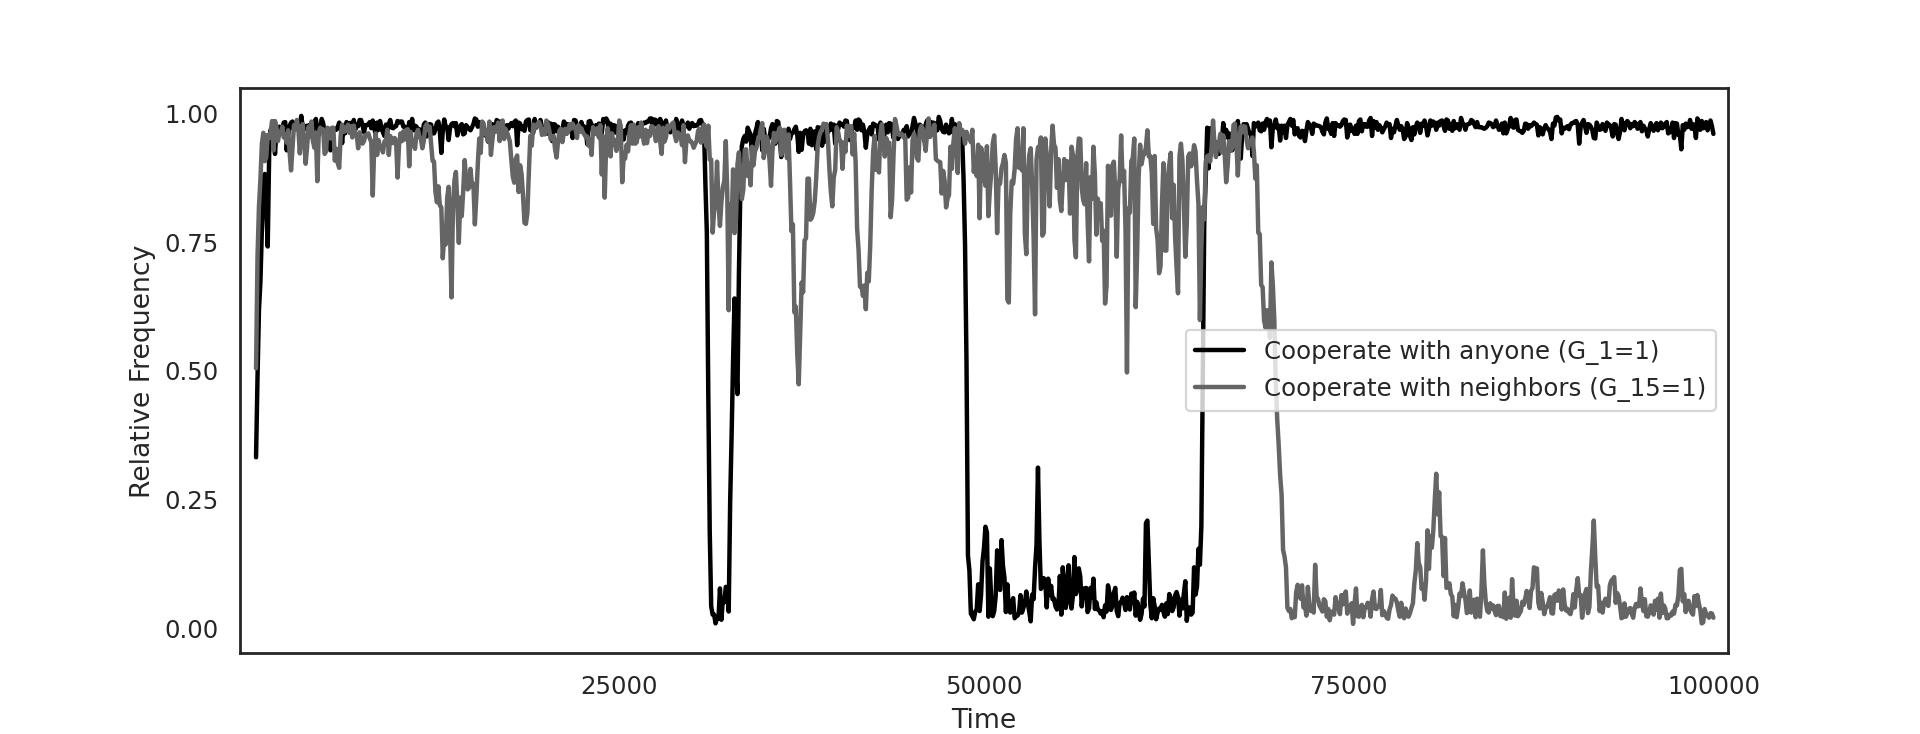 1.00
0.75
0.50
0.25
0.00
Relative Frequency
Cooperate with anyone (G_1=1)
Cooperate with neighbors (G_15=1)
25000
50000
75000
100000
Time